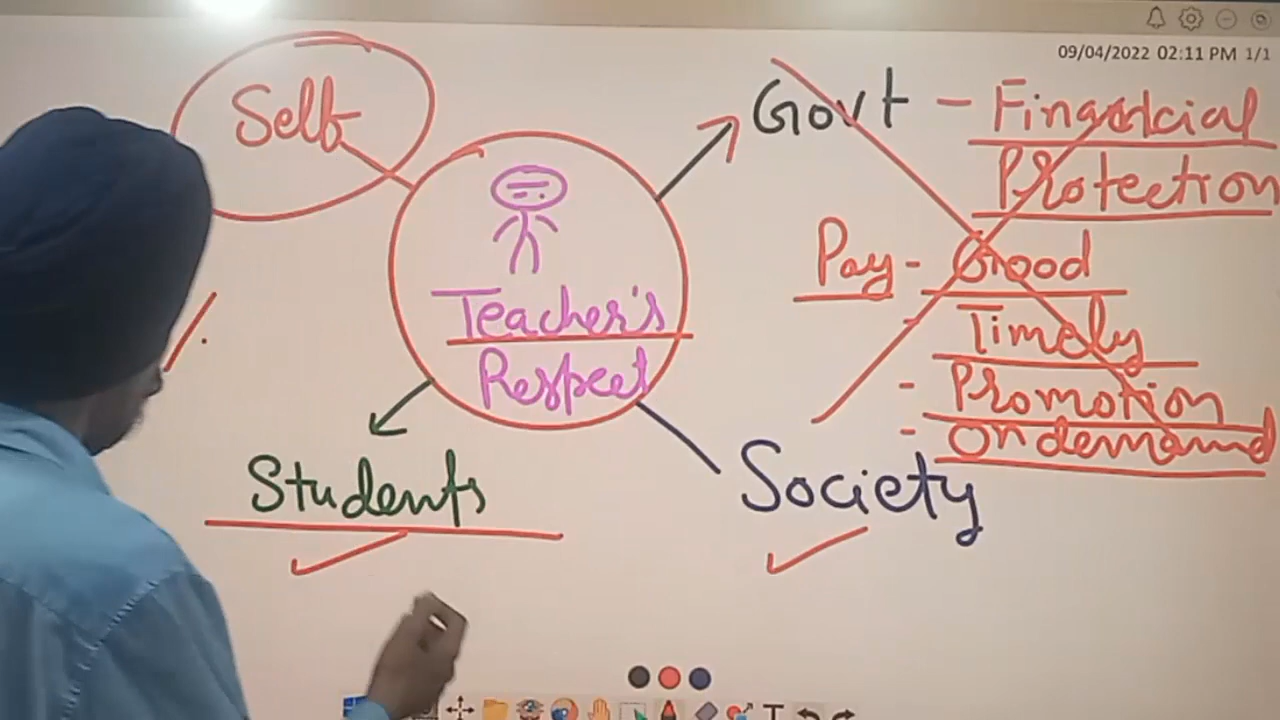 09/04/2022 02:11 PM 1/1
Self
Govt - Financial
Protection
Pay - Good
- Timely
- Promotion
- On demand
Teacher's
Respect
Students
Society
T